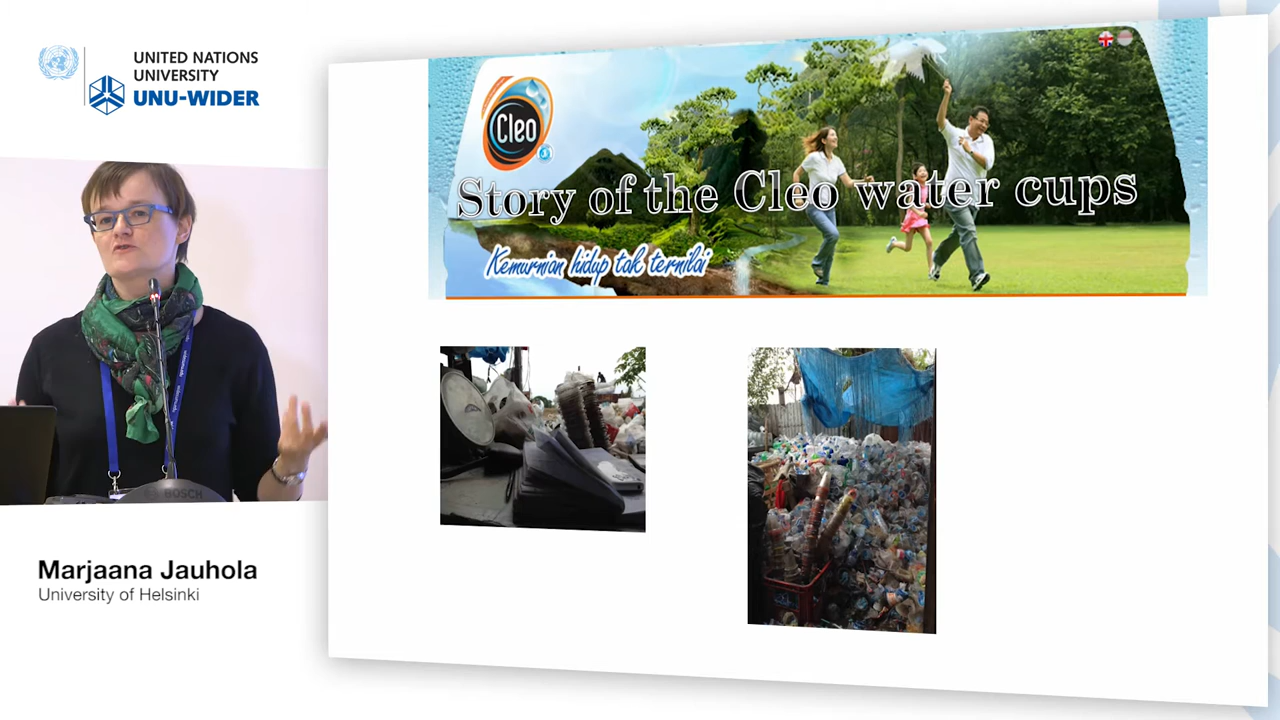 UNITED NATIONS
UNIVERSITY
UNU-WIDER
Cleo
Story of the Cleo water cups
Kemurnian hidup tak ternilai
BOSCH
Marjaana Jauhola
University of Helsinki